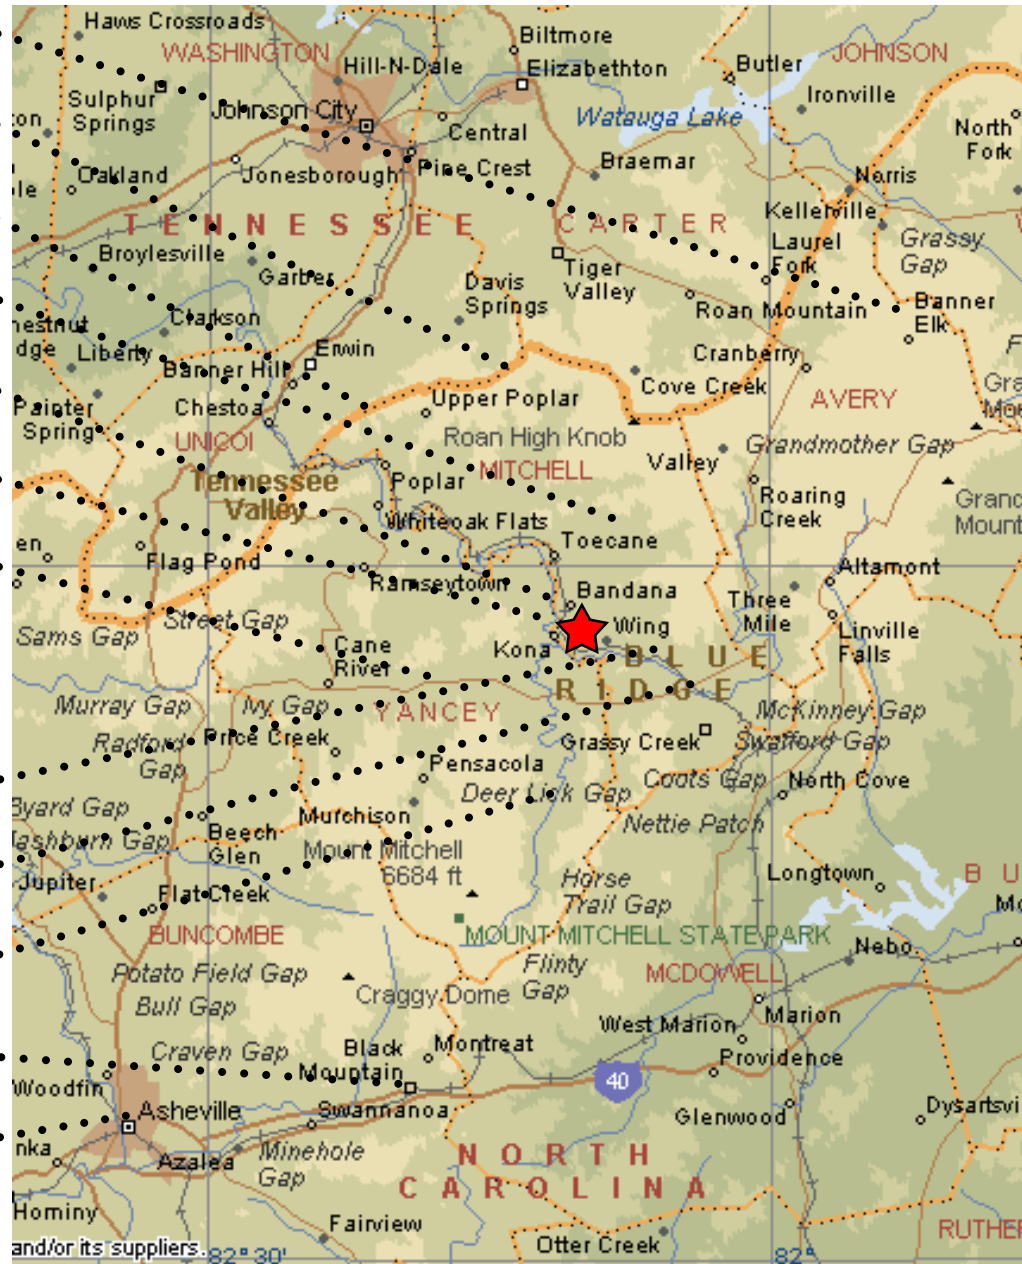 Haws Crossroads
Biltmore
WASHINGTON
JOHNSON
Hill-N-Dale
Elizabethton
Butler
Ironville
Sulphur
Springs
Johnson City
Watauga Lake
Central
North
Fork
Oakland
Jonesborough
Pine Crest
Braemar
Norris
TENNESSEE
CARTER
Kellerville
Broylesville
Laurel
Fork
Grassy
Gap
Garber
Davis
Springs
Tiger
Valley
Roan Mountain
Banner
Elk
Clarkson
Liberty
Erwin
Banner Hill
Cranberry
Cove Creek
Painter
Spring
Chestoa
Upper Poplar
AVERY
UNICOI
Roan High Knob
Grandmother Gap
MITCHELL
Valley
Tennessee
Valley
Poplar
Roaring
Creek
Whiteoak Flats
Toecane
Flag Pond
Ramseytown
Altamont
Bandana
Three
Mile
Sams Gap
Street Gap
Wing
Linville
Falls
Cane
River
Kona
BLUE
RIDGE
Murray Gap
Ivy Gap
YANCEY
McKinney Gap
Radford
Gap
Price Creek
Grassy Creek
Swafford Gap
Pensacola
Coots Gap
North Cove
Byard Gap
Deer Lick Gap
Murchison
Nettie Patch
Beech
Glen
Mount Mitchell
6684 ft
Jupiter
Flat Creek
Horse
Trail Gap
Longtown
BUNCOMBE
MOUNT MITCHELL STATE PARK
Nebo
Potato Field Gap
Flinty
Gap
MCDOWELL
Bull Gap
Craggy Dome
Marion
West Marion
Craven Gap
Black
Mountain
Montreat
Providence
Woodfin
40
Asheville
Swannanoa
Glenwood
Dysartsvi
Azalea
Minehole
Gap
NORTH
CAROLINA
Hominy
Fairview
RUTHER
Otter Creek
and/or its suppliers.
82° 30'
82°